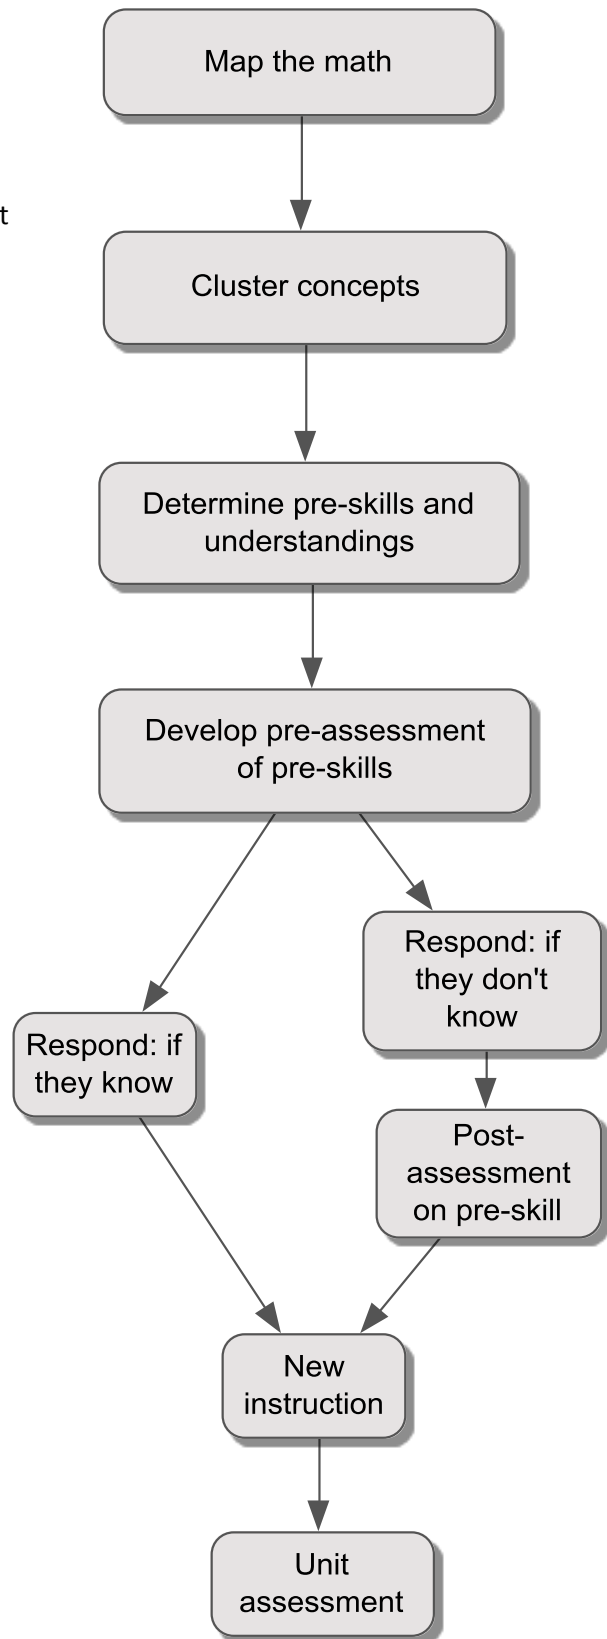 Map the math
t
Cluster concepts
Determine pre-skills and
understandings
Develop pre-assessment
of pre-skills
Respond: if
they don't
know
Respond: if
they know
Post-
assessment
on pre-skill
New
instruction
Unit
assessment